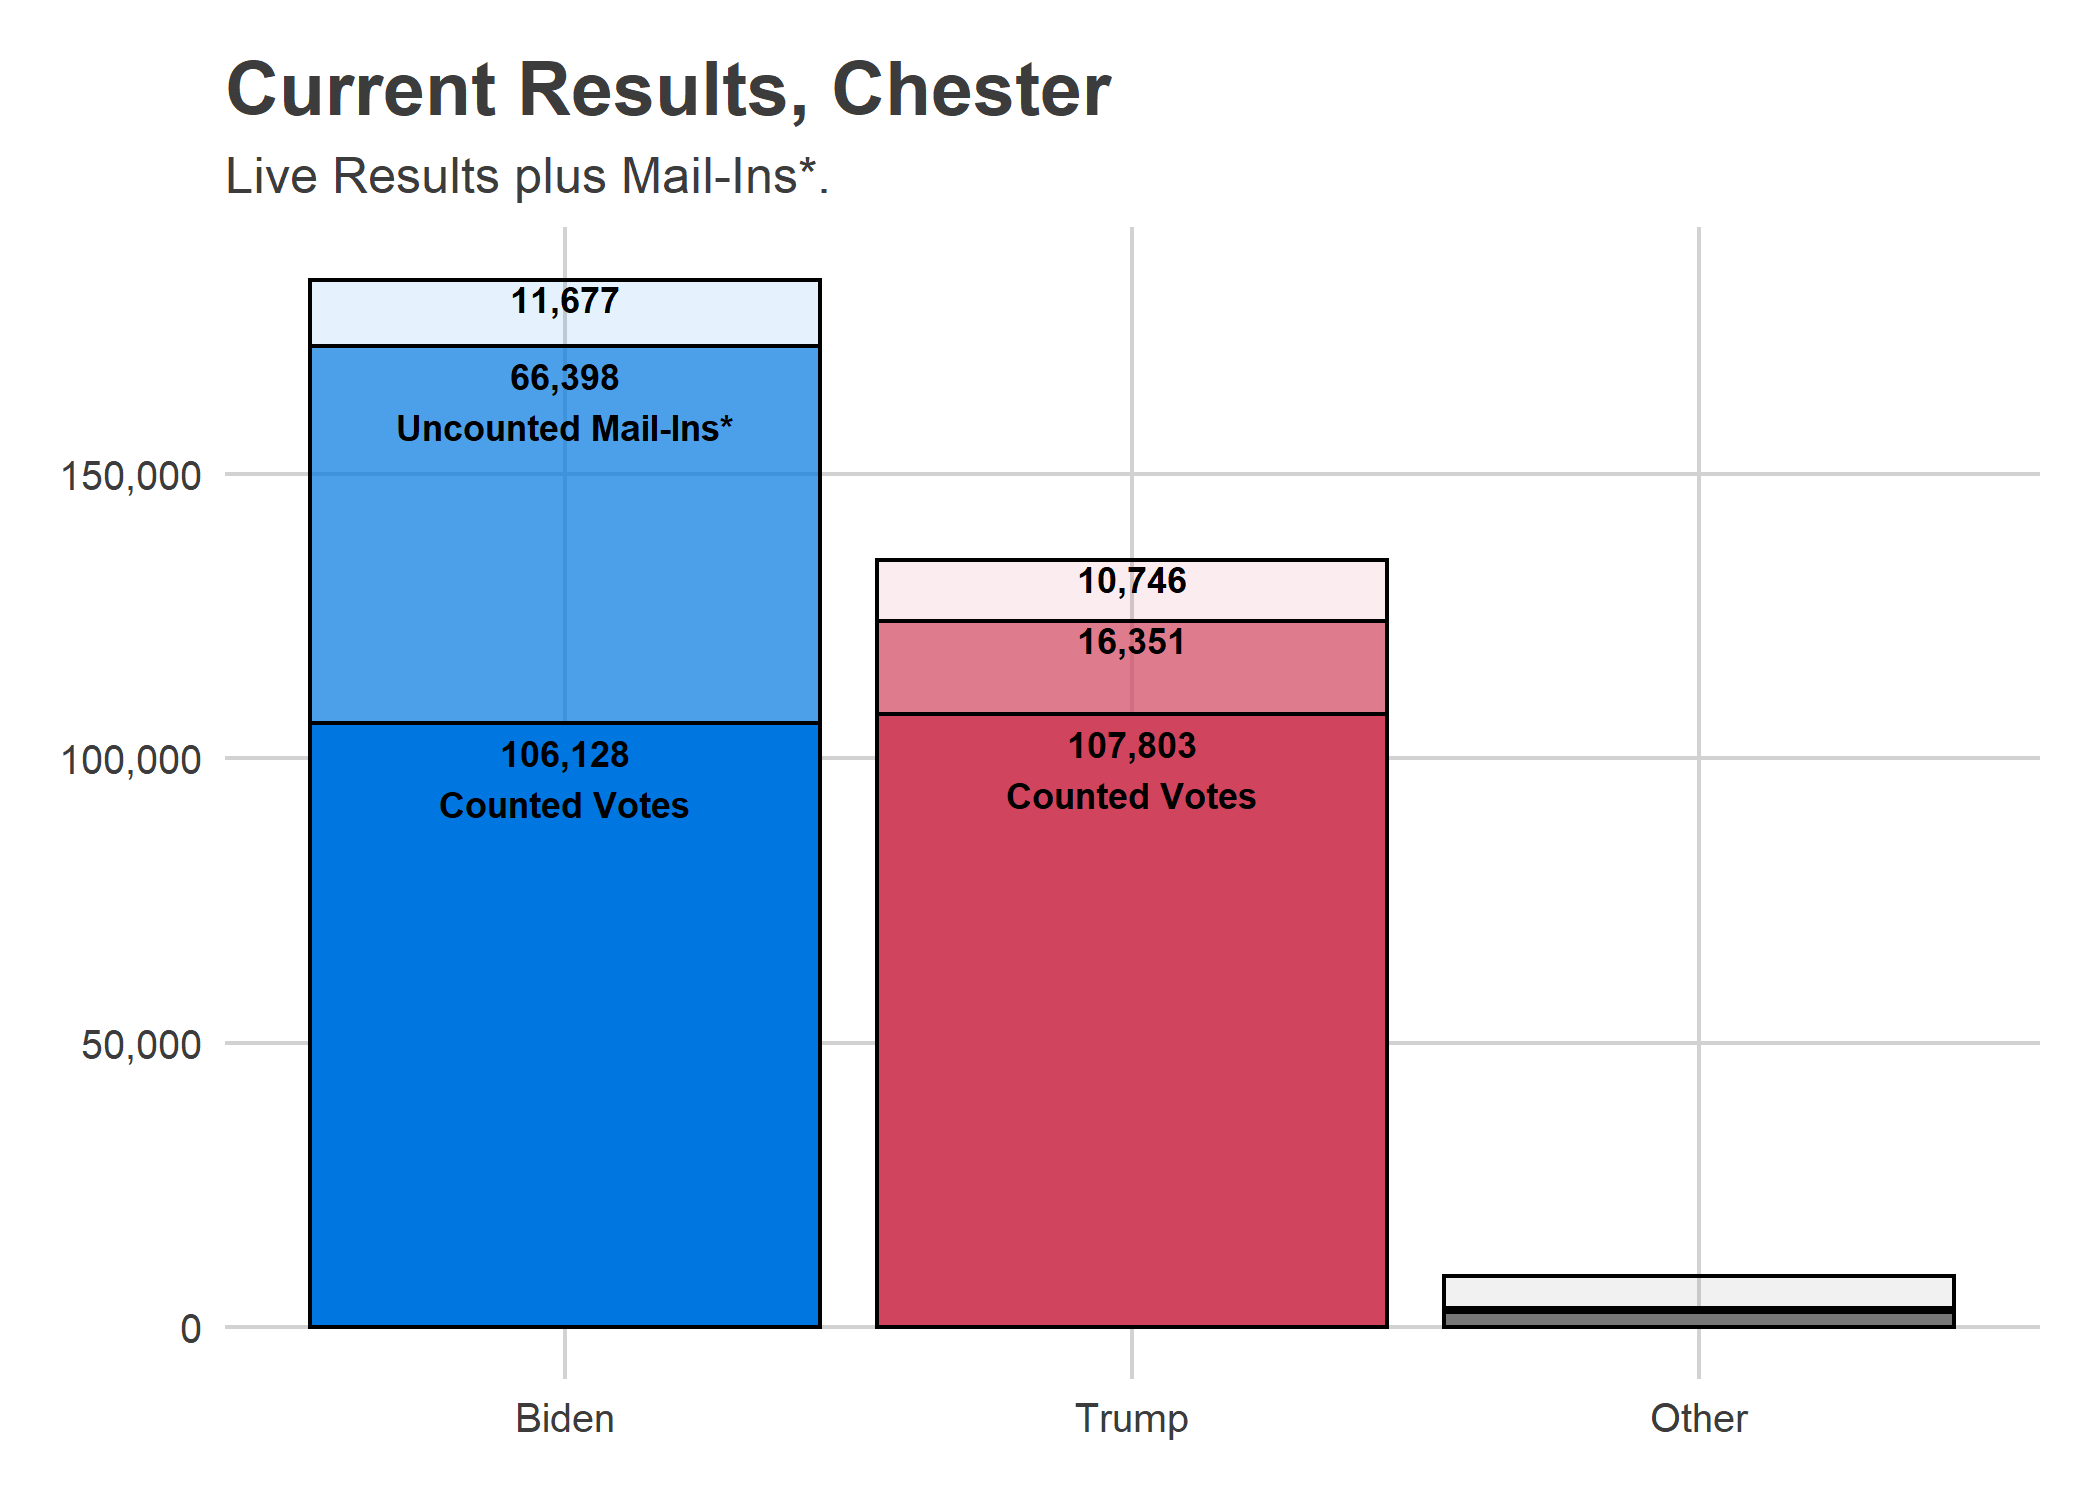 Current Results, Chester
Live Results plus Mail-Ins*.
11,677
66,398
Uncounted Mail-Ins*
106,128
Counted Votes
10,746
16,351
107,803
Counted Votes
150,000
100,000
50,000
0
Biden
Trump
Other